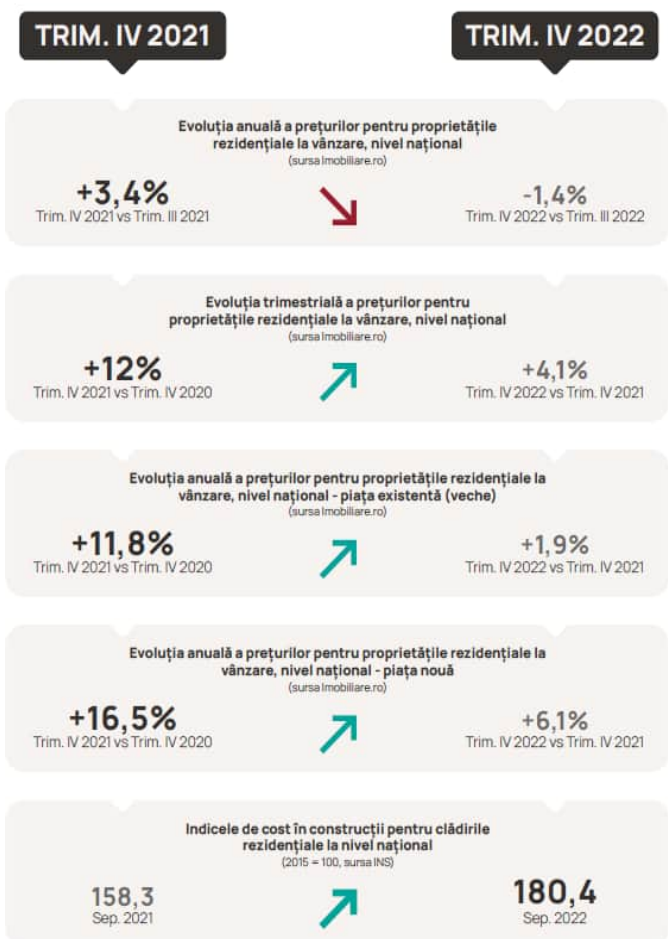 TRIM. IV 2021
TRIM. IV 2022
Evoluția anuală a prețurilor pentru proprietățile
rezidențiale la vânzare, nivel național
(sursa Imobiliare.ro)
+3,4%
Trim. IV 2021 vs Trim. III 2021
-1,4%
Trim. IV 2022 vs Trim. III 2022
Evoluția trimestrială a prețurilor pentru
proprietățile rezidențiale la vânzare, nivel național
(sursa Imobiliare.ro)
+12%
Trim. IV 2021 vs Trim. IV 2020
+4,1%
Trim. IV 2022 vs Trim. IV 2021
Evoluția anuală a prețurilor pentru proprietățile rezidențiale la
vânzare, nivel național - piața existentă (veche)
(sursa Imobiliare.ro)
+11,8%
Trim. IV 2021 vs Trim. IV 2020
+1,9%
Trim. IV 2022 vs Trim. IV 2021
Evoluția anuală a prețurilor pentru proprietățile rezidențiale la
vânzare, nivel național - piața nouă
(sursa Imobiliare.ro)
+16,5%
Trim. IV 2021 vs Trim. IV 2020
+6,1%
Trim. IV 2022 vs Trim. IV 2021
Indicele de cost în construcții pentru clădirile
rezidențiale la nivel național
(2015 = 100, sursa INS)
158,3
Sep. 2021
180,4
Sep. 2022